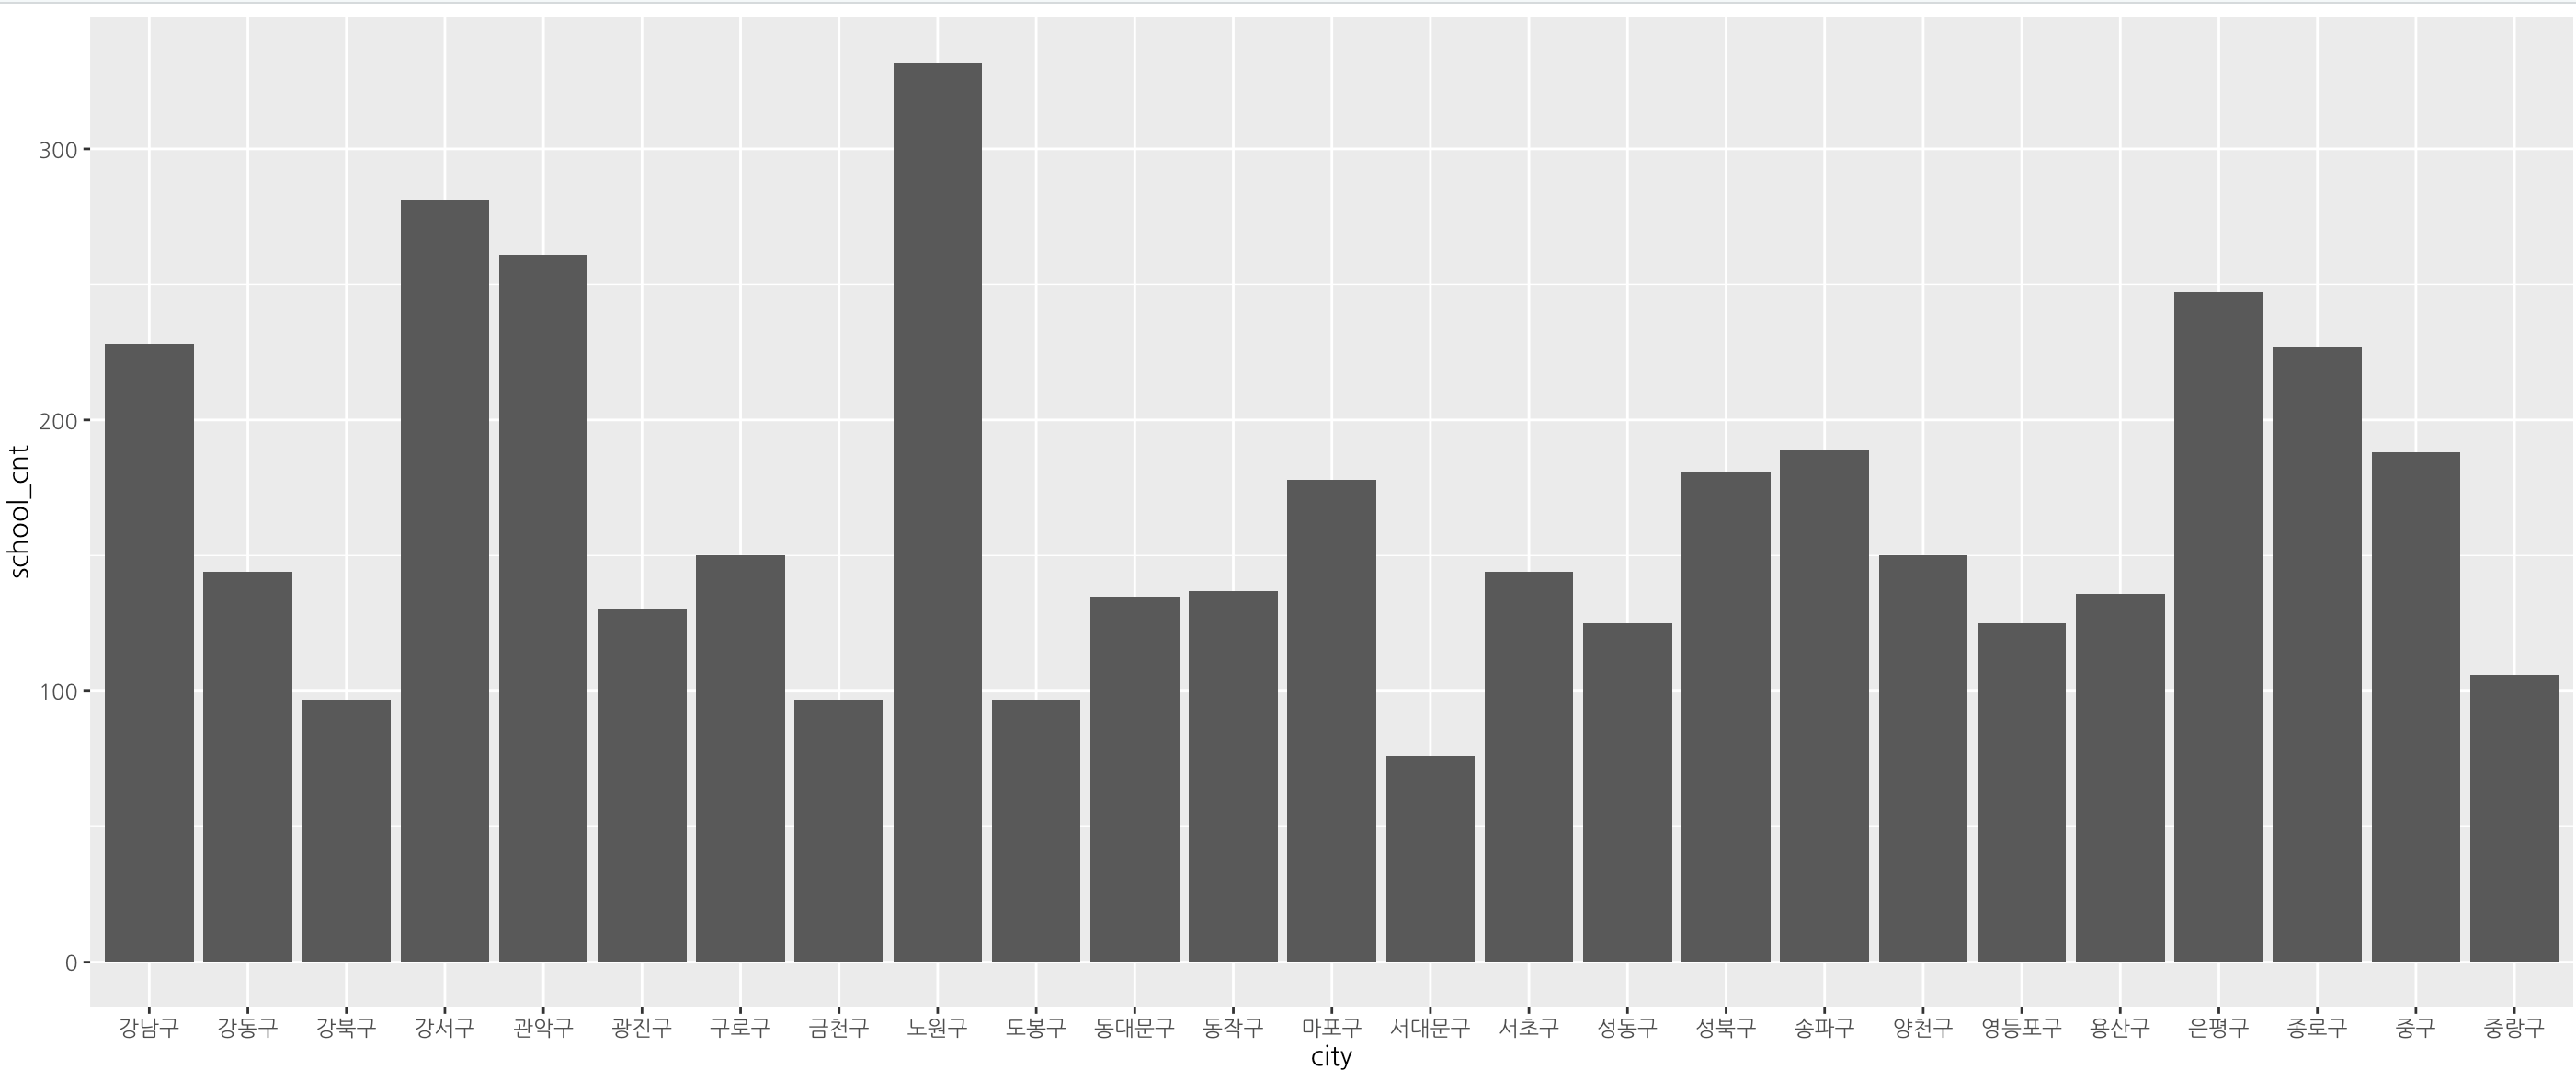 school_cnt
300
200
100
0
강남구 강동구 강북구 강서구 관악구 광진구 구로구 금천구 노원구 도봉구 동대문구 동작구 마포구 서대문구 서초구 성동구 성북구 송파구 양천구 영등포구 용산구 은평구 종로구 중구 중랑구
city